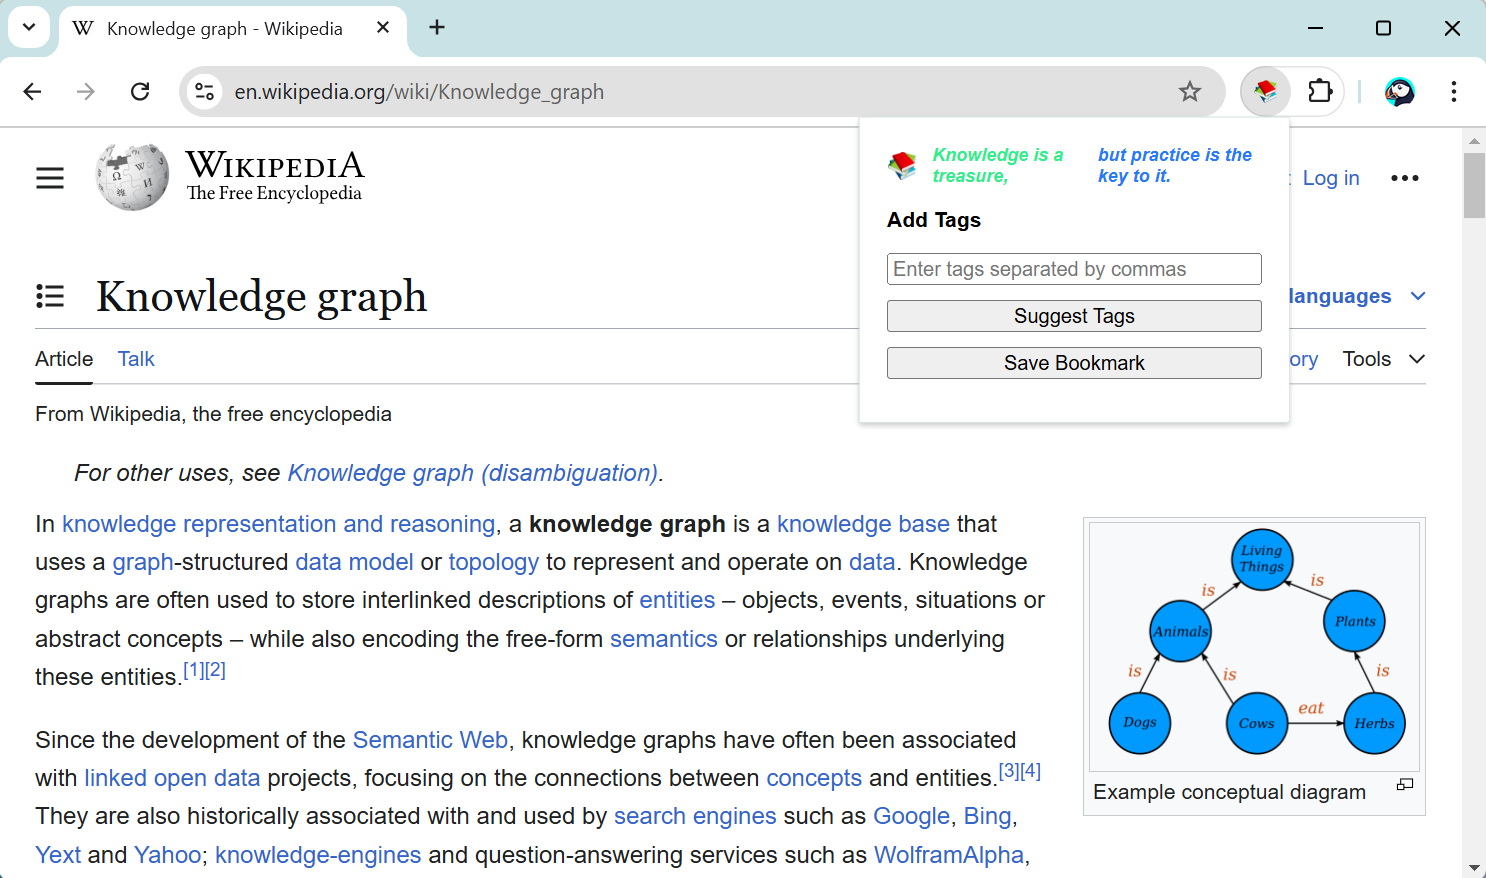 Knowledge graph - Wikipedia
en.wikipedia.org/wiki/Knowledge_graph
WIKIPEDIA
The Free Encyclopedia
Knowledge is a
treasure,
but practice is the
key to it.
Log in
Add Tags
Enter tags separated by commas
Suggest Tags
Save Bookmark
Knowledge graph
languages
Article Talk
ory Tools
From Wikipedia, the free encyclopedia
For other uses, see Knowledge graph (disambiguation).
In knowledge representation and reasoning, a knowledge graph is a knowledge base that
uses a graph-structured data model or topology to represent and operate on data. Knowledge
graphs are often used to store interlinked descriptions of entities – objects, events, situations or
abstract concepts – while also encoding the free-form semantics or relationships underlying
these entities.[1][2]
Since the development of the Semantic Web, knowledge graphs have often been associated
with linked open data projects, focusing on the connections between concepts and entities.[3][4]
They are also historically associated with and used by search engines such as Google, Bing,
Yext and Yahoo; knowledge-engines and question-answering services such as WolframAlpha,
Living
Things
is
is
Animals
Plants
is
is
is
Dogs
Cows
eat
Herbs
Example conceptual diagram